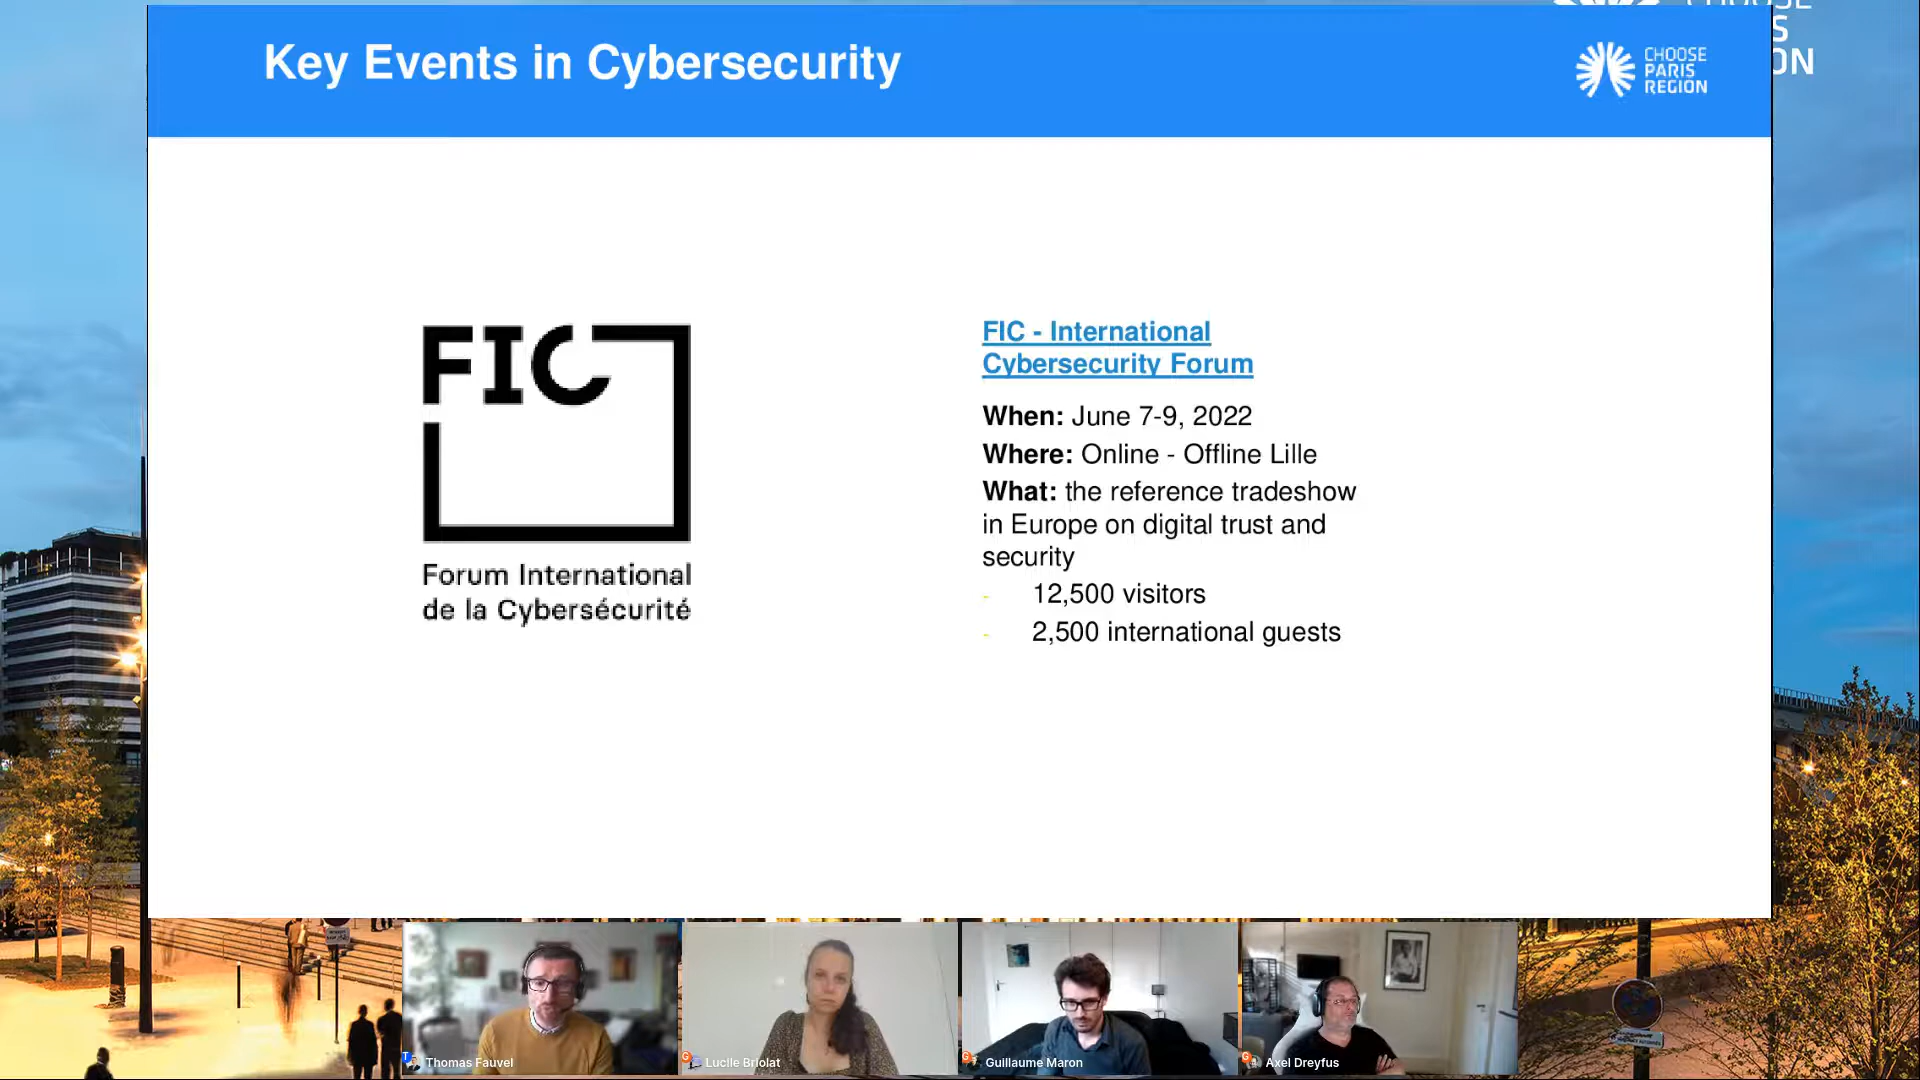 Key Events in Cybersecurity
CHOOSE
PARIS
REGION
S
ON
FIC
Forum International
de la Cybersécurité
FIC - International
Cybersecurity Forum
When: June 7-9, 2022
Where: Online - Offline Lille
What: the reference tradeshow
in Europe on digital trust and
security
- 12,500 visitors
- 2,500 international guests
Thomas Fauvel
Lucile Briolat
Guillaume Maron
Axel Dreyfus